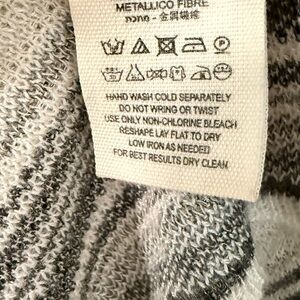 METALLICO FIBRE
HAND WASH COLD SEPARATELY
DO NOT WRING OR TWIST
USE ONLY NON-CHLORINE BLEACH
RESHAPE LAY FLAT TO DRY
LOW IRON AS NEEDED
FOR BEST RESULTS DRY CLEAN